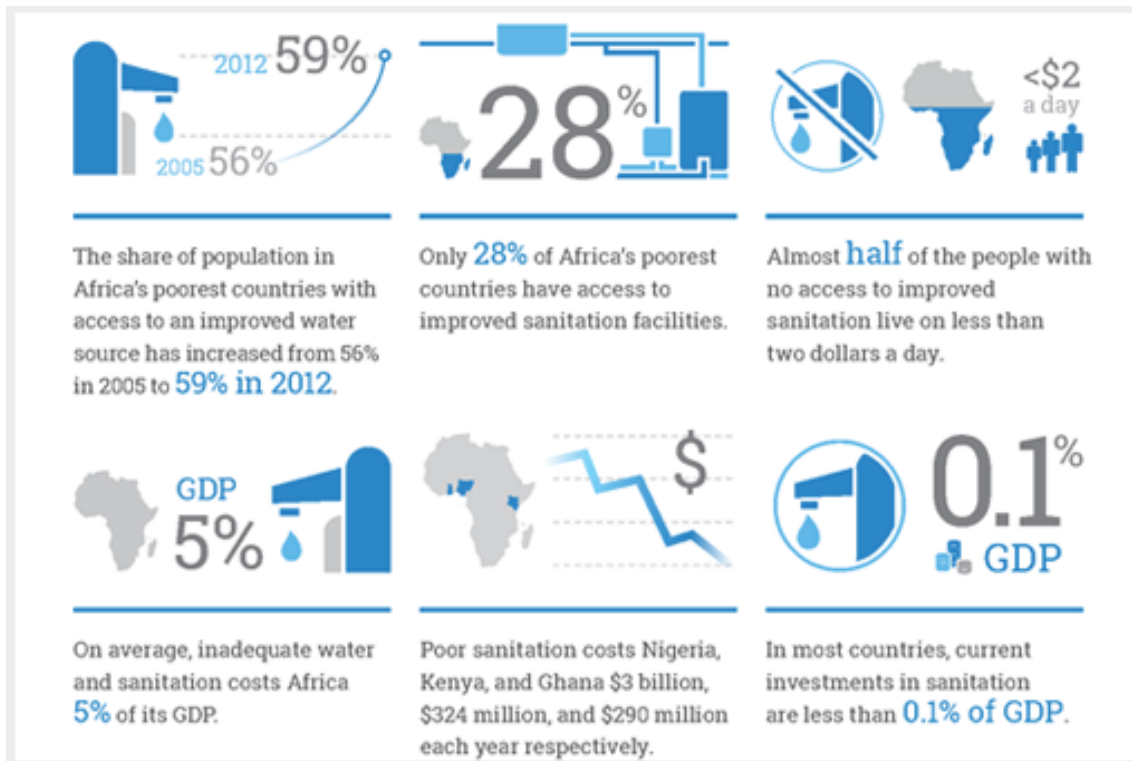 2012 59%
2005 56%
The share of population in
Africa's poorest countries with
access to an improved water
source has increased from 56%
in 2005 to 59% in 2012.
28%
Only 28% of Africa's poorest
countries have access to
improved sanitation facilities.
<$2
a day
Almost half of the people with
no access to improved
sanitation live on less than
two dollars a day.
GDP
5%
On average, inadequate water
and sanitation costs Africa
5% of its GDP.
$
Poor sanitation costs Nigeria,
Kenya, and Ghana $3 billion,
$324 million, and $290 million
each year respectively.
0.1%
GDP
In most countries, current
investments in sanitation
are less than 0.1% of GDP.